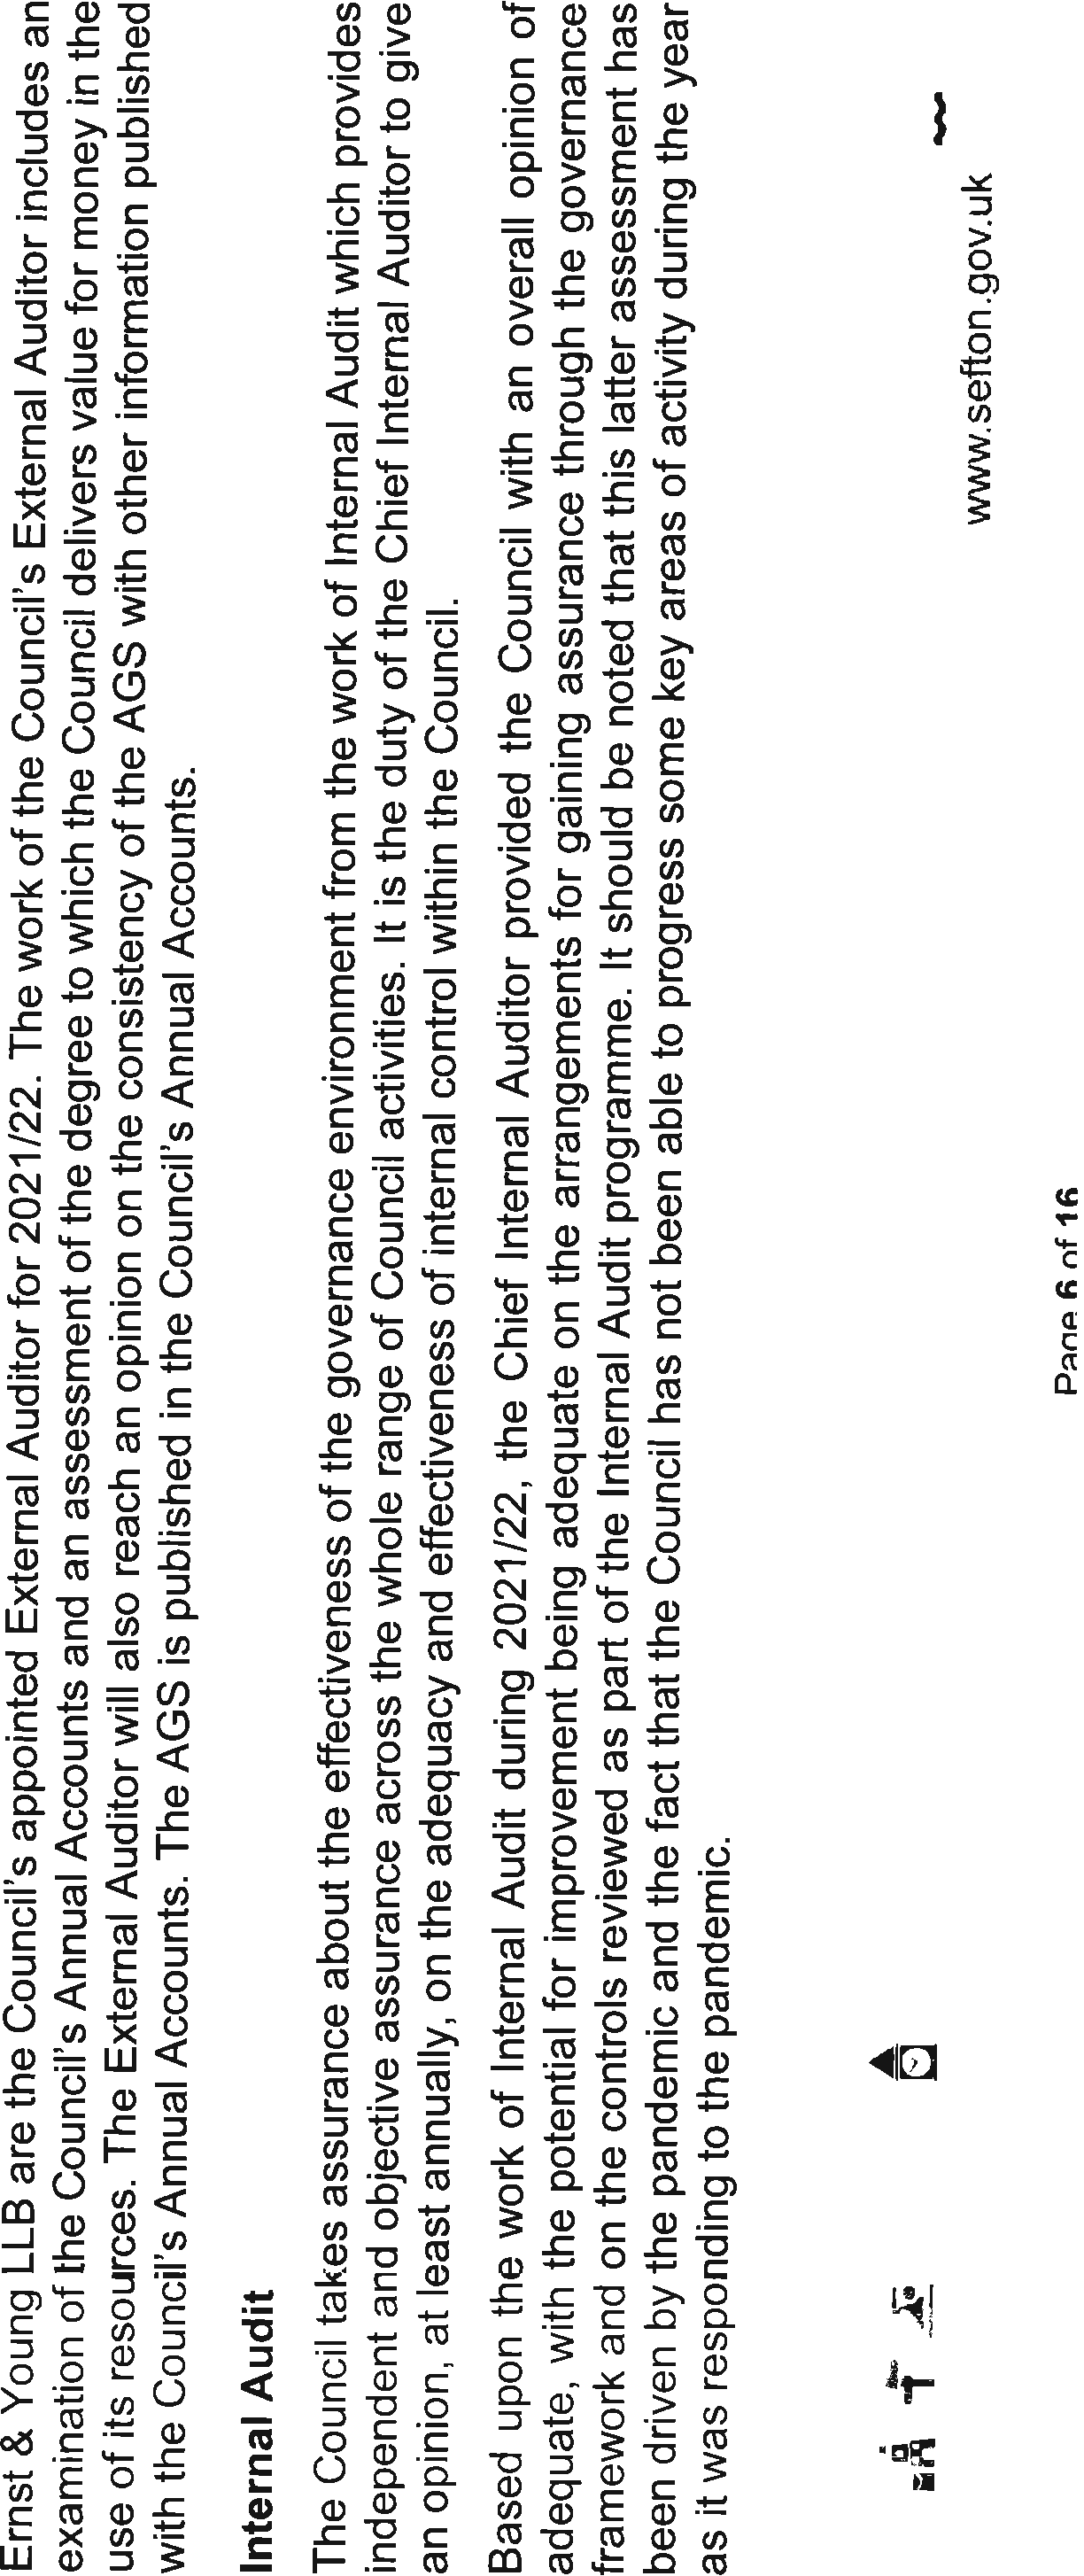 Ernst & Young LLB are the Council's appointed External Auditor for 2021/22. The work of the Council's External Auditor includes an
examination of the Council's Annual Accounts and an assessment of the degree to which the Council delivers value for money in the
use of its resources. The External Auditor will also reach an opinion on the consistency of the AGS with other information published
with the Council's Annual Accounts. The AGS is published in the Council's Annual Accounts.
Internal Audit
The Council takes assurance about the effectiveness of the governance environment from the work of Internal Audit which provides
independent and objective assurance across the whole range of Council activities. It is the duty of the Chief Internal Auditor to give
an opinion, at least annually, on the adequacy and effectiveness of internal control within the Council.
Based upon the work of Internal Audit during 2021/22, the Chief Internal Auditor provided the Council with an overall opinion of
adequate, with the potential for improvement being adequate on the arrangements for gaining assurance through the governance
framework and on the controls reviewed as part of the Internal Audit programme. It should be noted that this latter assessment has
been driven by the pandemic and the fact that the Council has not been able to progress some key areas of activity during the year
as it was responding to the pandemic.
www.sefton.gov.uk
Page 6 of 16